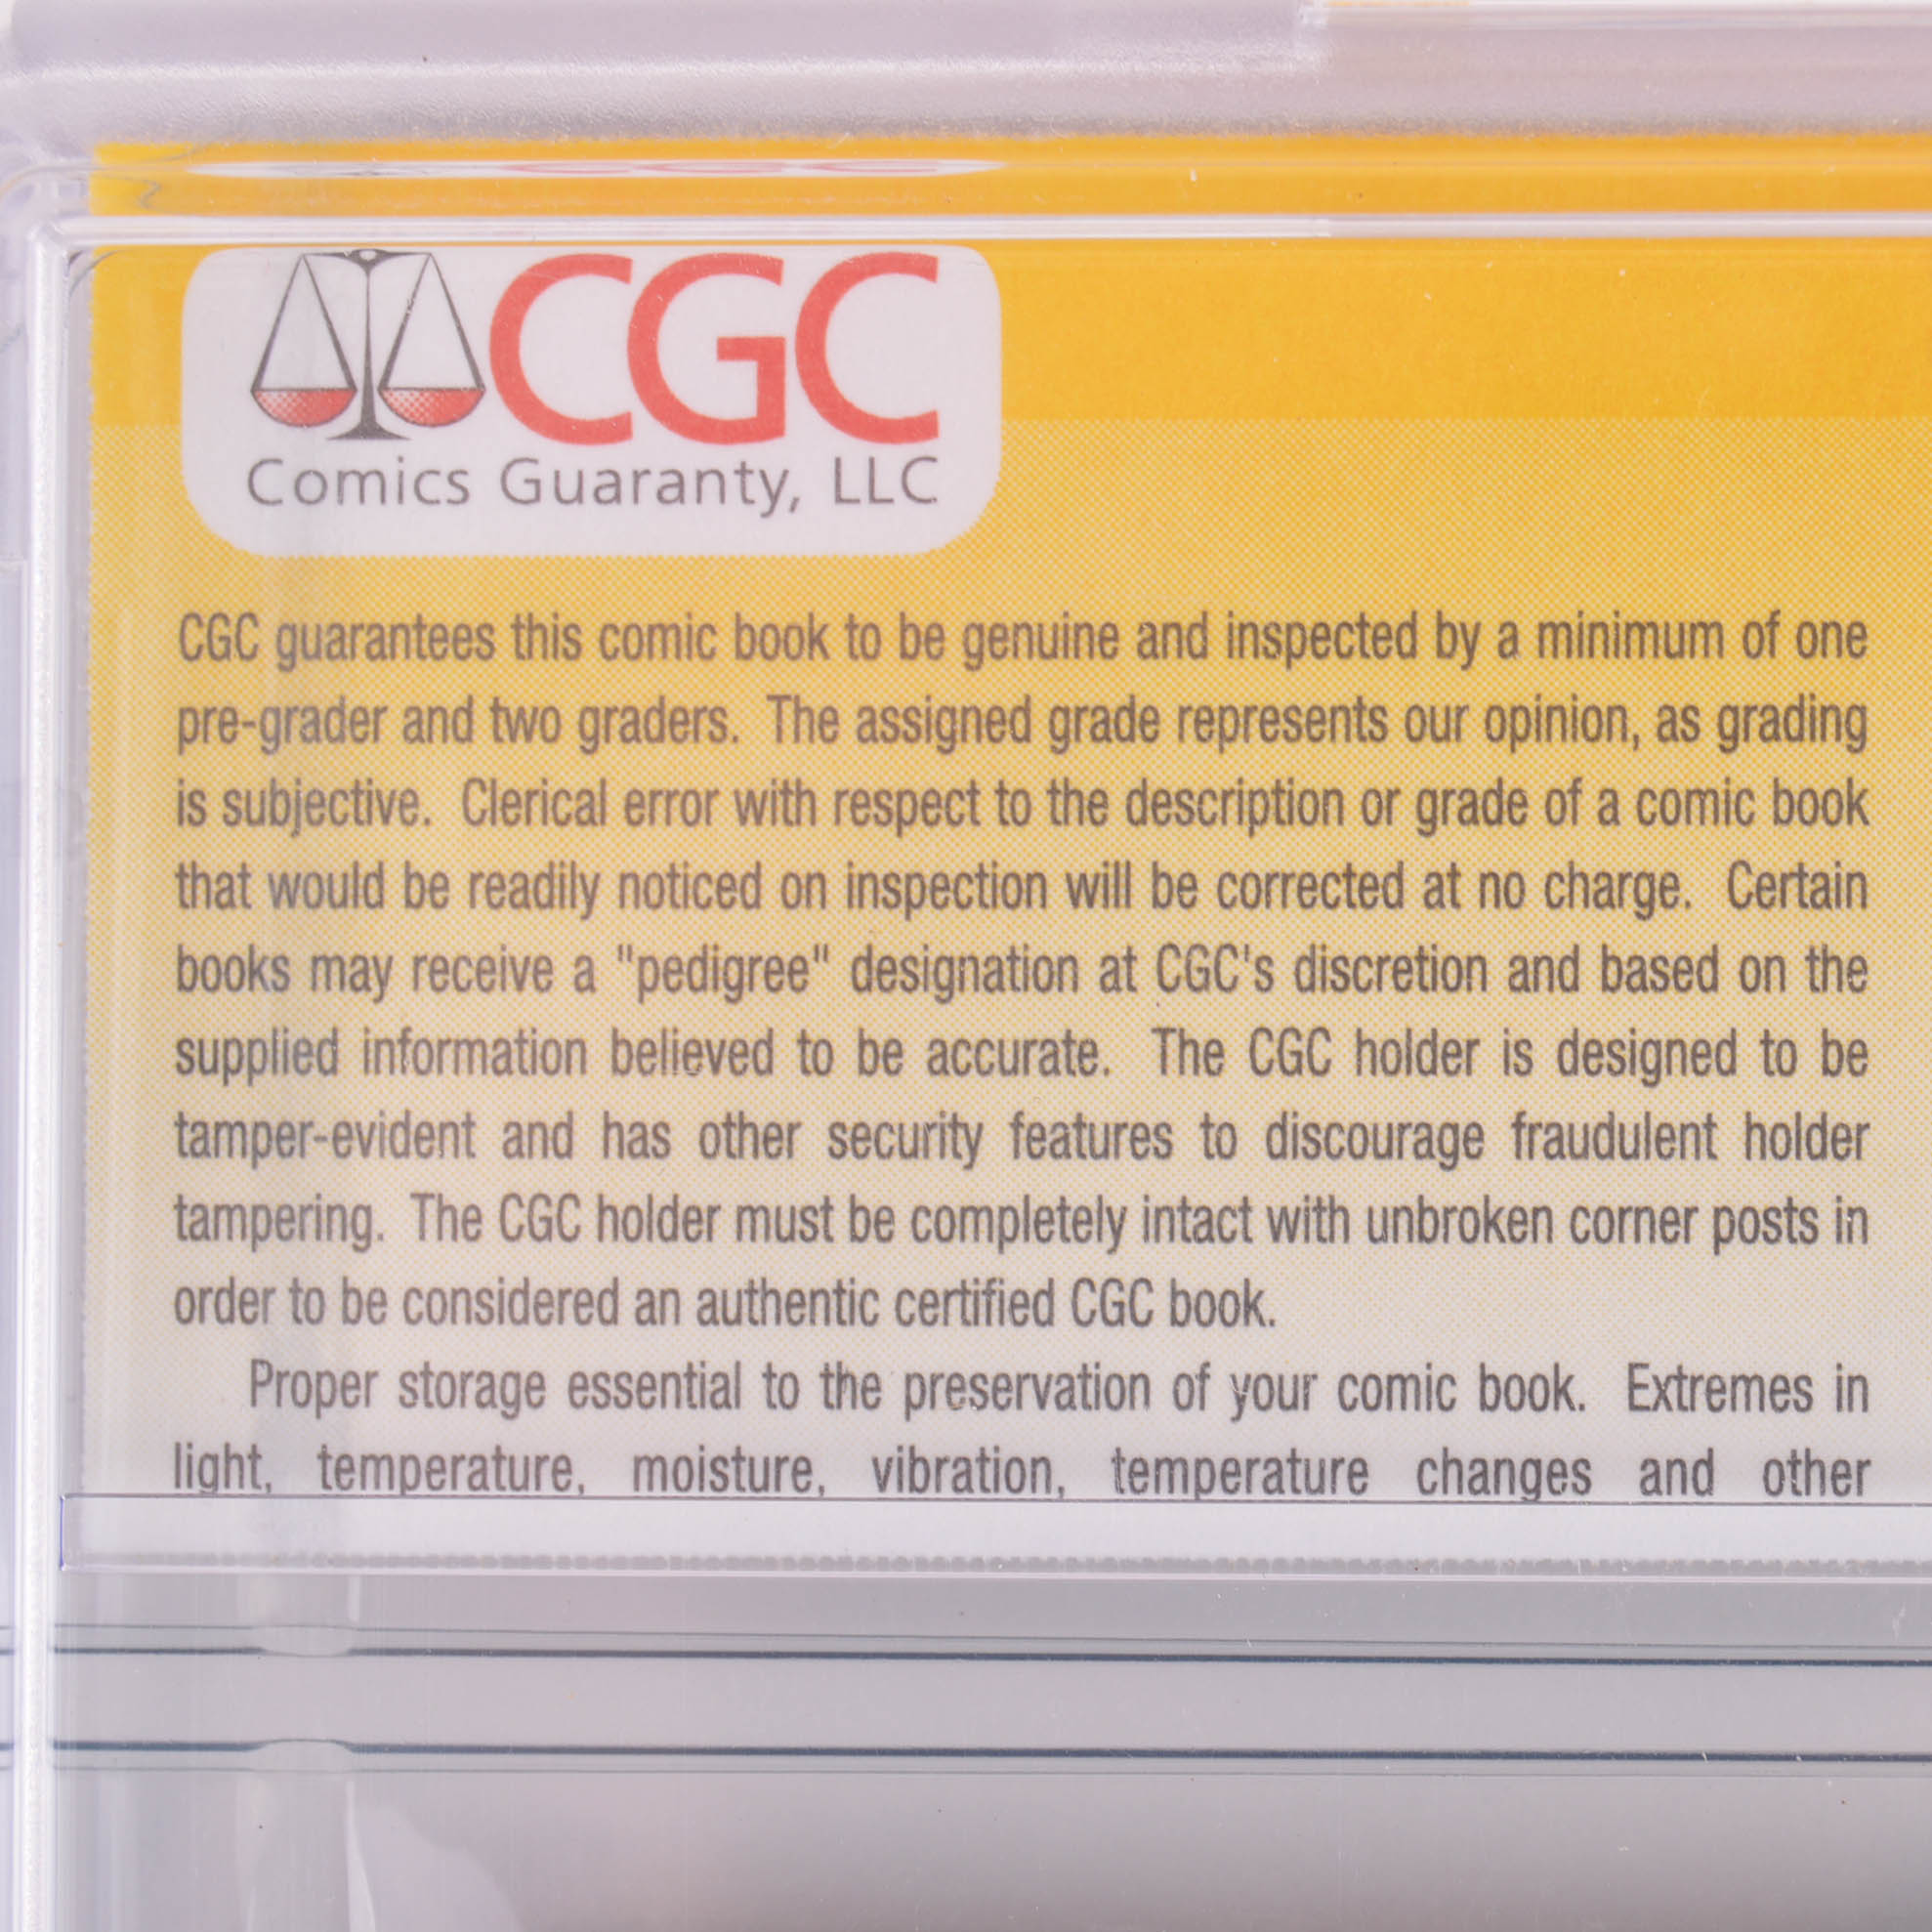 CGC
Comics Guaranty, LLC
CGC guarantees this comic book to be genuine and inspected by a minimum of one
pre-grader and two graders. The assigned grade represents our opinion, as grading
is subjective. Clerical error with respect to the description or grade of a comic book
that would be readily noticed on inspection will be corrected at no charge. Certain
books may receive a "pedigree" designation at CGC's discretion and based on the
supplied information believed to be accurate. The CGC holder is designed to be
tamper-evident and has other security features to discourage fraudulent holder
tampering. The CGC holder must be completely intact with unbroken corner posts in
order to be considered an authentic certified CGC book.
Proper storage essential to the preservation of your comic book. Extremes in
light, temperature, moisture, vibration, temperature changes and other